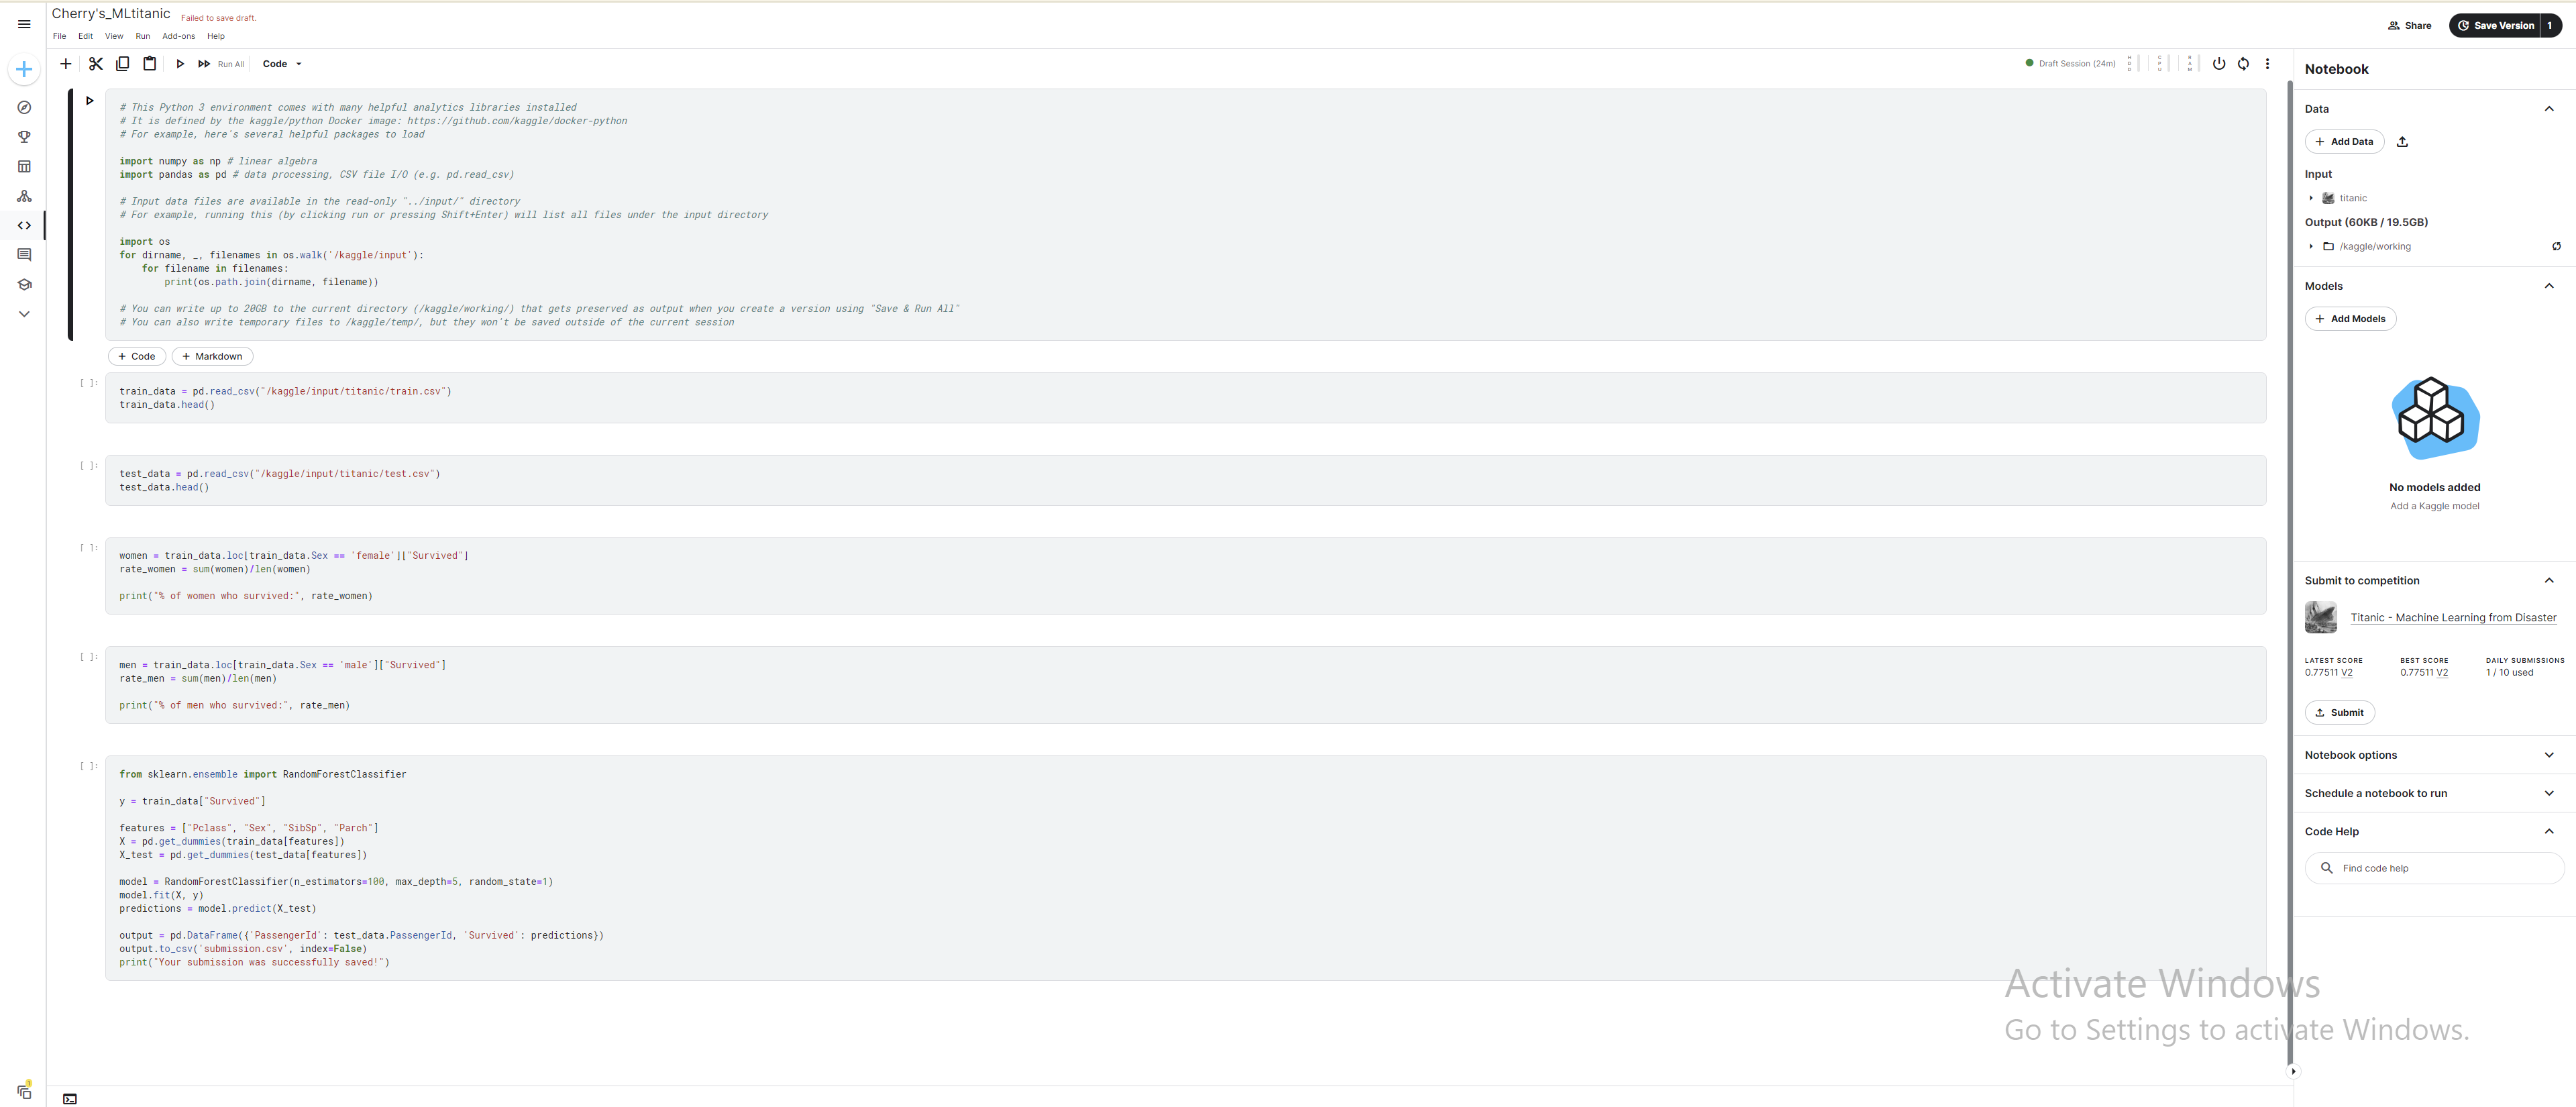 Cherry's_MLtitanic Failed to save draft.
File Edit View Run Add-ons Help
Share Save Version 1
Run All Code Draft Session (24m) HDD CPU RAM
# This Python 3 environment comes with many helpful analytics libraries installed
# It is defined by the kaggle/python Docker image: https://github.com/kaggle/docker-python
# For example, here's several helpful packages to load
import numpy as np # linear algebra
import pandas as pd # data processing, CSV file I/O (e.g. pd.read_csv)
# Input data files are available in the read-only "../input/" directory
# For example, running this (by clicking run or pressing Shift+Enter) will list all files under the input directory
import os
for dirname, _, filenames in os.walk('/kaggle/input'):
    for filename in filenames:
        print(os.path.join(dirname, filename))
# You can write up to 20GB to the current directory (/kaggle/working/) that gets preserved as output when you create a version using "Save & Run All"
# You can also write temporary files to /kaggle/temp/, but they won't be saved outside of the current session
+ Code + Markdown
[ ]:
train_data = pd.read_csv("/kaggle/input/titanic/train.csv")
train_data.head()
[ ]:
test_data = pd.read_csv("/kaggle/input/titanic/test.csv")
test_data.head()
[ ]:
women = train_data.loc[train_data.Sex == 'female']["Survived"]
rate_women = sum(women)/len(women)
print("% of women who survived:", rate_women)
[ ]:
men = train_data.loc[train_data.Sex == 'male']["Survived"]
rate_men = sum(men)/len(men)
print("% of men who survived:", rate_men)
[ ]:
from sklearn.ensemble import RandomForestClassifier
y = train_data["Survived"]
features = ["Pclass", "Sex", "SibSp", "Parch"]
X = pd.get_dummies(train_data[features])
X_test = pd.get_dummies(test_data[features])
model = RandomForestClassifier(n_estimators=100, max_depth=5, random_state=1)
model.fit(X, y)
predictions = model.predict(X_test)
output = pd.DataFrame({'PassengerId': test_data.PassengerId, 'Survived': predictions})
output.to_csv('submission.csv', index=False)
print("Your submission was successfully saved!")
Notebook
Data
+ Add Data
Input
titanic
Output (60KB / 19.5GB)
/kaggle/working
Models
+ Add Models
No models added
Add a Kaggle model
Submit to competition
Titanic - Machine Learning from Disaster
LATEST SCORE BEST SCORE DAILY SUBMISSIONS
0.77511 V2 0.77511 V2 1 / 10 used
Submit
Notebook options
Schedule a notebook to run
Code Help
Find code help
Activate Windows
Go to Settings to activate Windows.
1